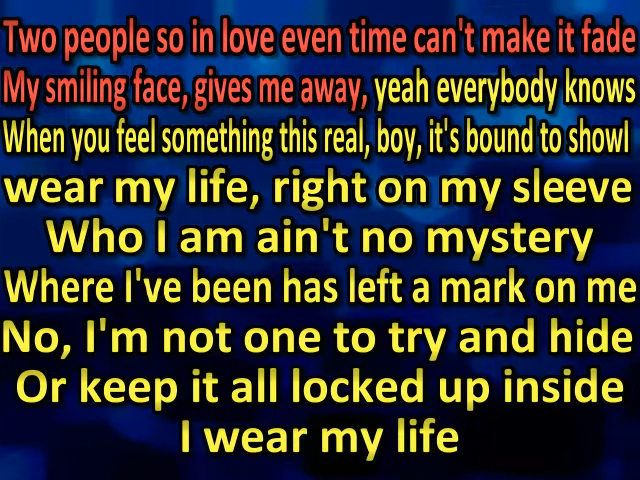 Two people so in love even time can't make it fade
My smiling face, gives me away, yeah everybody knows
When you feel something this real, boy, it's bound to showI
wear my life, right on my sleeve
Who I am ain't no mystery
Where I've been has left a mark on me
No, I'm not one to try and hide
Or keep it all locked up inside
I wear my life